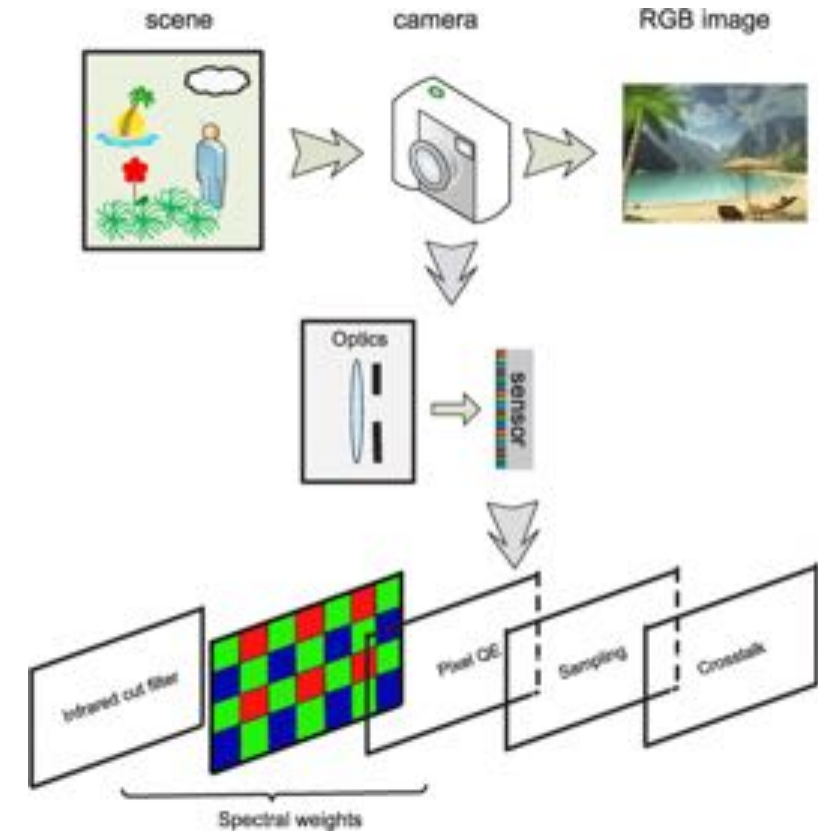 scene
camera
RGB image
Optics
sensor
Infrared cut filter
Pixel QE
Sampling
Crosstalk
Spectral weights